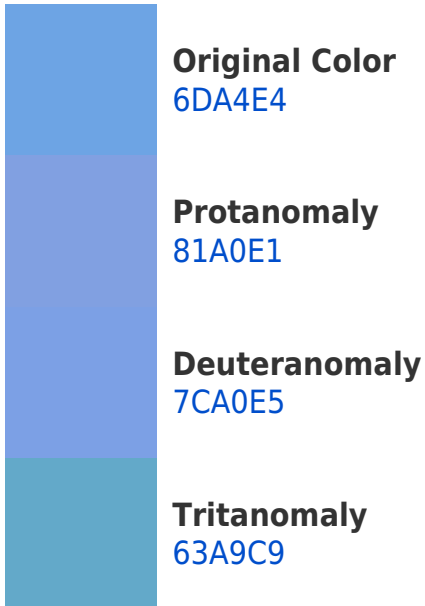 Original Color
6DA4E4
Protanomaly
81A0E1
Deuteranomaly
7CA0E5
Tritanomaly
63A9C9